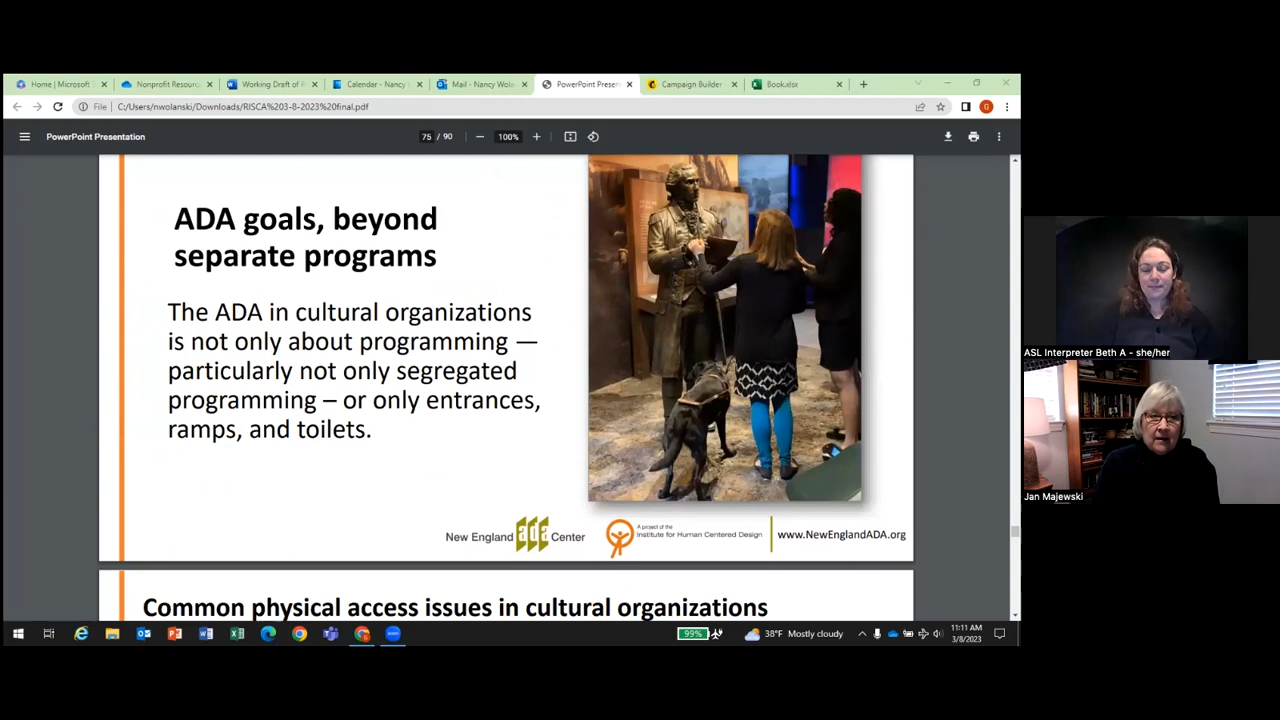 Home | Microsoft
Nonprofit Resourc
Working Draft of R
Calendar - Nancy
Mail - Nancy Wola
PowerPoint Present
Campaign Builder
Book.xlsx
File
C:/Users/nwolanski/Downloads/RISCA%203-8-2023%20final.pdf
PowerPoint Presentation
75 / 90
100%
ADA goals, beyond
separate programs
The ADA in cultural organizations
is not only about programming —
particularly not only segregated
programming – or only entrances,
ramps, and toilets.
New England ada Center
A project of the
Institute for Human Centered Design
www.NewEnglandADA.org
Common physical access issues in cultural organizations
99%
38°F Mostly cloudy
11:11 AM
3/8/2023
ASL Interpreter Beth A - she/her
Jan Majewski